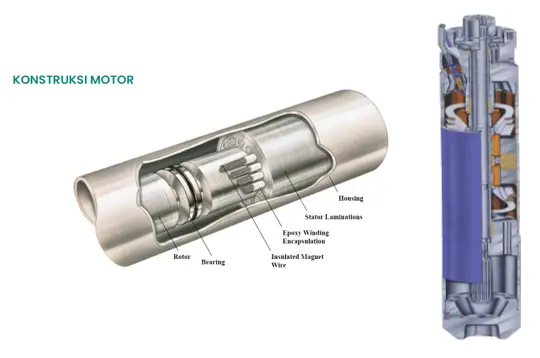 KONSTRUKSI MOTOR
Housing
Stator Laminations
Epoxy Winding
Encapsulation
Rotor
Bearing
Insulated Magnet
Wire